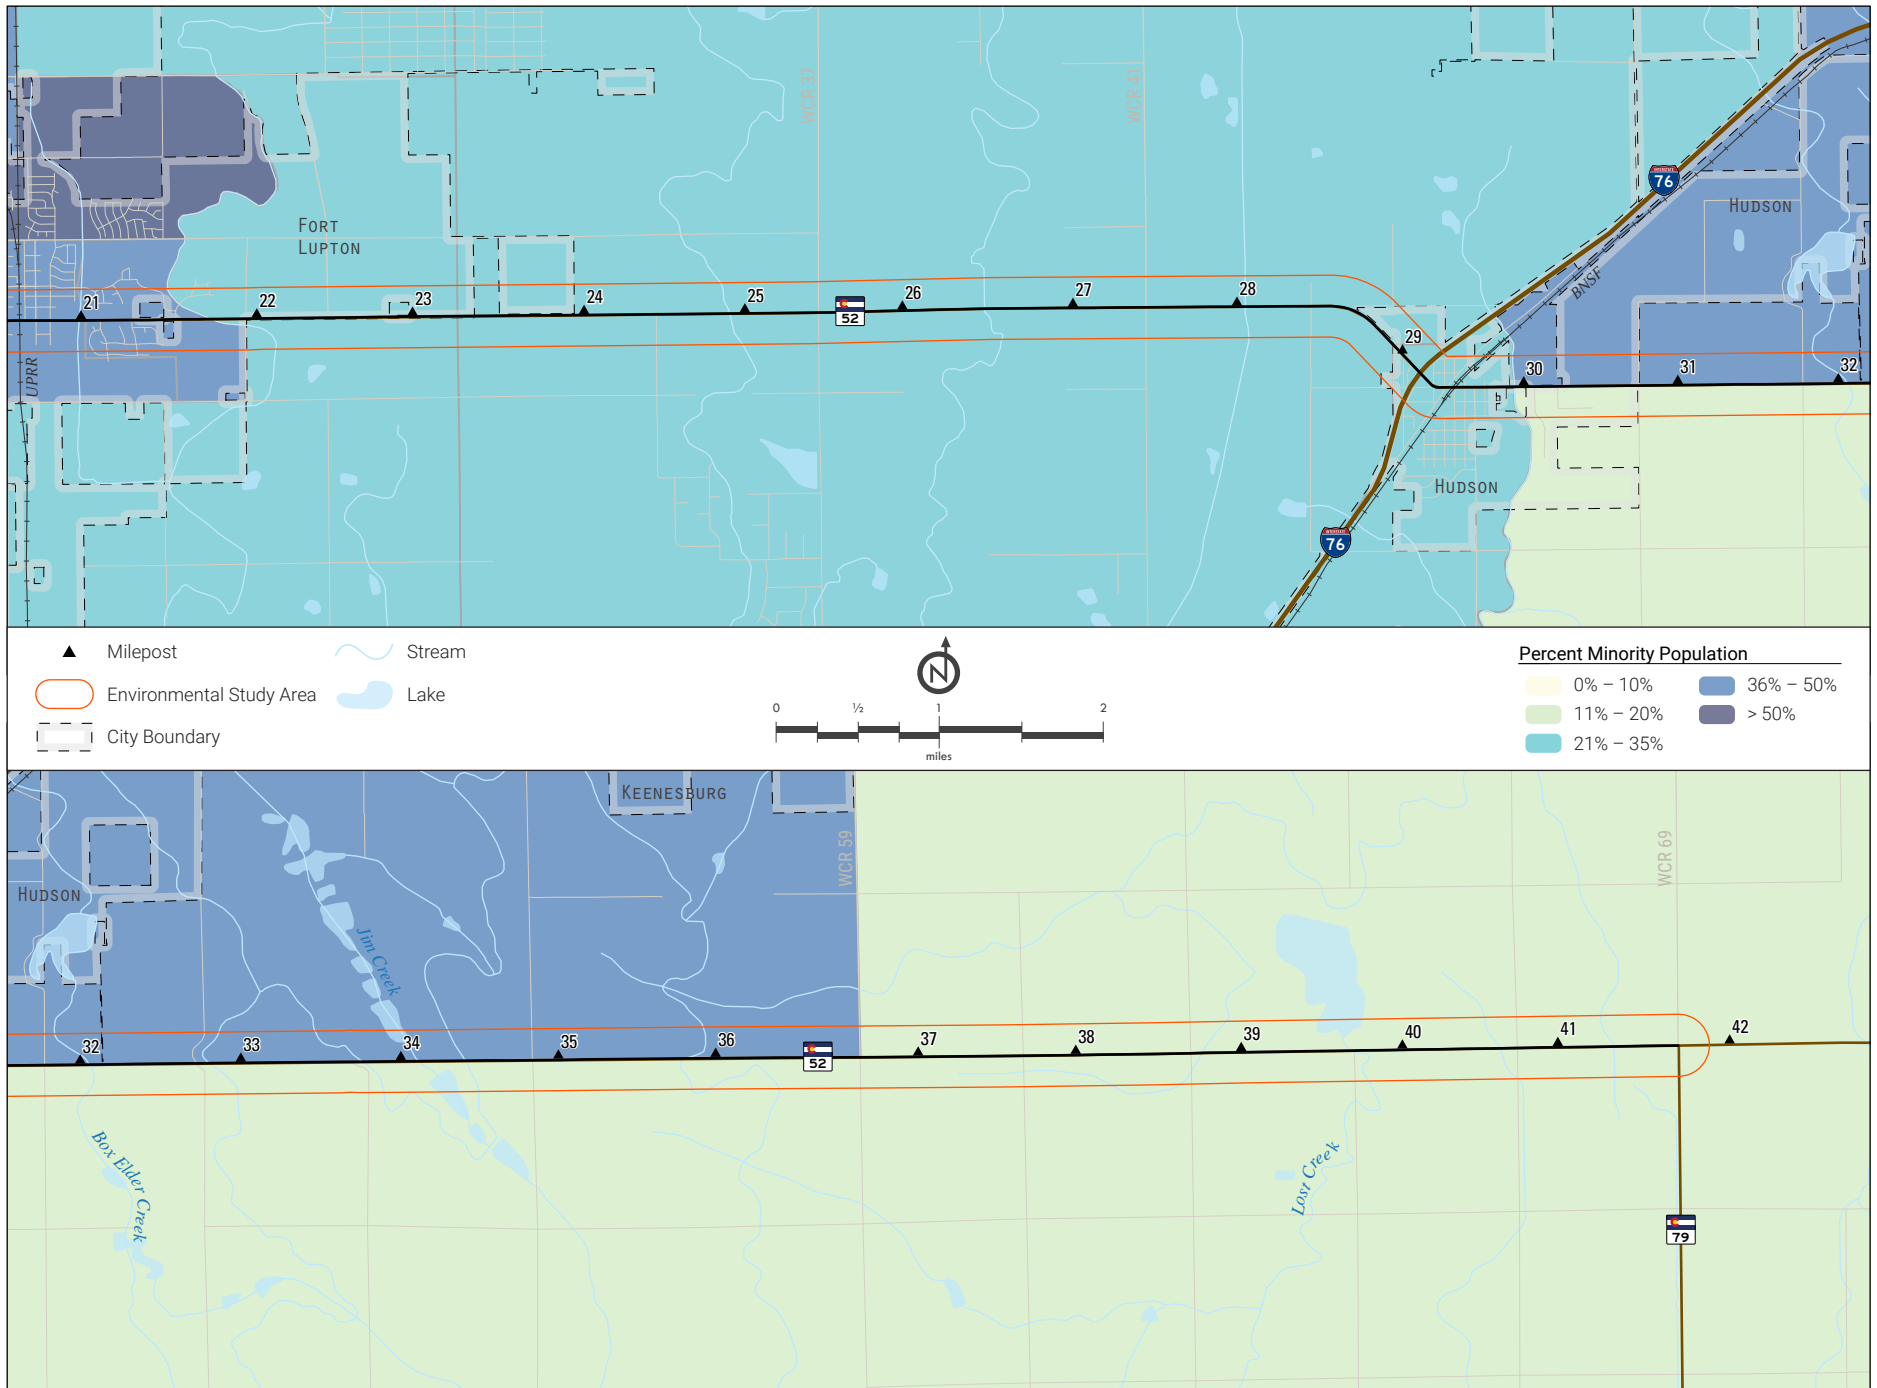 WCR 37
WCR 41
76
HUDSON
FORT
LUPTON
BNSF
21
22
23
24
25
52
26
27
28
29
30
31
32
UPRR
HUDSON
76
Milepost
Environmental Study Area
City Boundary
Stream
Lake
N
0
½
1
2
miles
Percent Minority Population
0% – 10%
11% – 20%
21% – 35%
36% – 50%
> 50%
KEENESBURG
WCR 59
WCR 69
HUDSON
Jim Creek
32
33
34
35
36
52
37
38
39
40
41
42
Box Elder Creek
Lost Creek
79